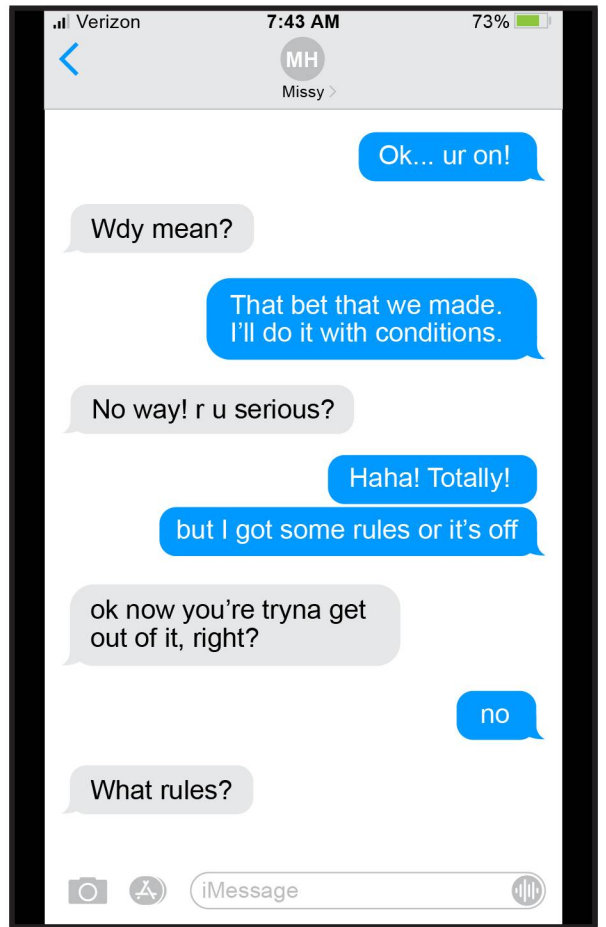 Verizon 7:43 AM 73%
MH
Missy
Ok... ur on!
Wdy mean?
That bet that we made.
I’ll do it with conditions.
No way! r u serious?
Haha! Totally!
but I got some rules or it’s off
ok now you’re tryna get
out of it, right?
no
What rules?
iMessage